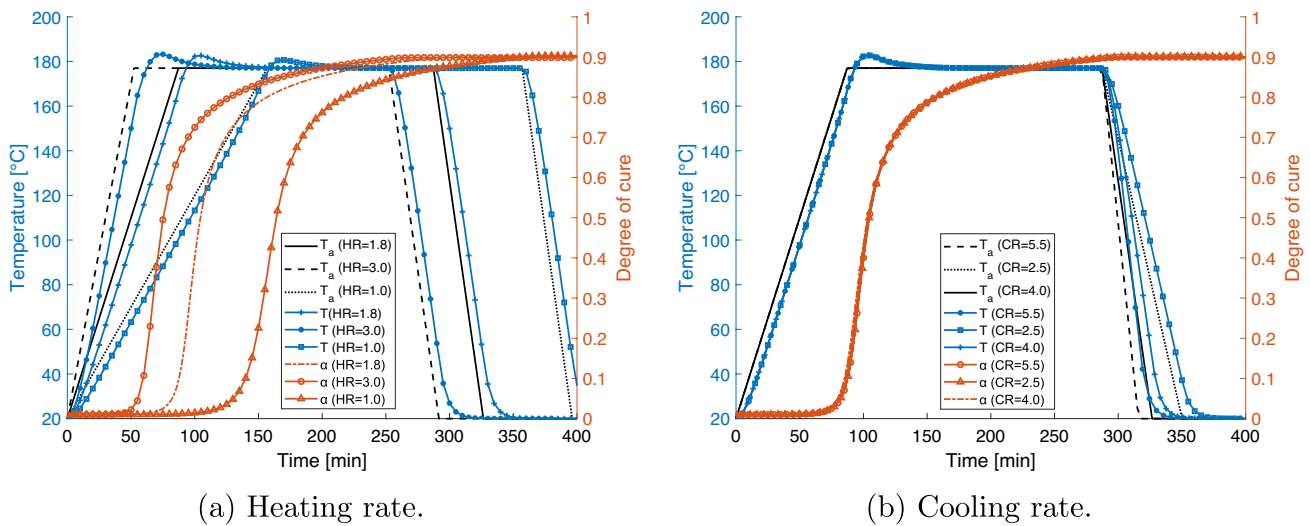 200
180
160
140
120
100
80
60
40
20
Temperature [°C]
1
0.9
0.8
0.7
0.6
0.5
0.4
0.3
0.2
0.1
0
Degree of cure
T_a (HR=1.8)
T_a (HR=3.0)
T_a (HR=1.0)
T(HR=1.8)
T (HR=3.0)
T (HR=1.0)
α (HR=1.8)
α (HR=3.0)
α (HR=1.0)
0 50 100 150 200 250 300 350 400
Time [min]
(a) Heating rate.
200
180
160
140
120
100
80
60
40
20
Temperature [°C]
1
0.9
0.8
0.7
0.6
0.5
0.4
0.3
0.2
0.1
0
Degree of cure
T_a (CR=5.5)
T_a (CR=2.5)
T_a (CR=4.0)
T (CR=5.5)
T (CR=2.5)
T (CR=4.0)
α (CR=5.5)
α (CR=2.5)
α (CR=4.0)
0 50 100 150 200 250 300 350 400
Time [min]
(b) Cooling rate.